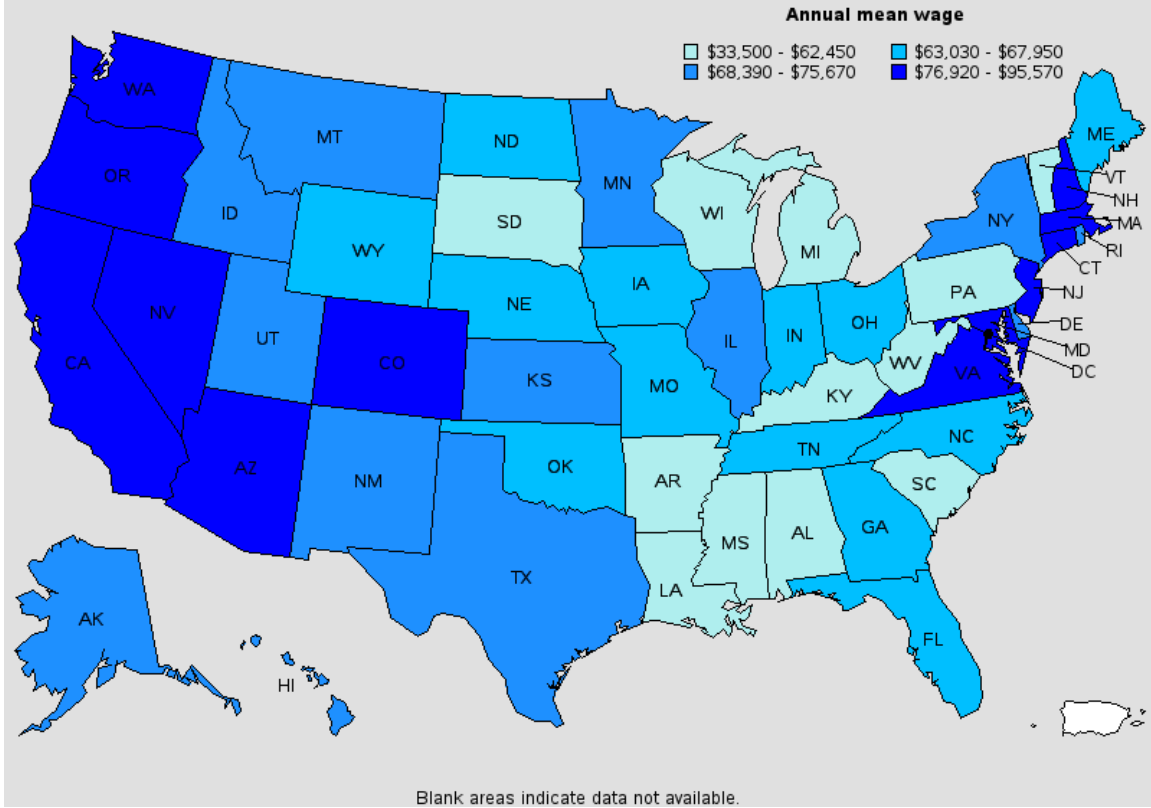 Annual mean wage
$33,500 - $62,450 $63,030 - $67,950
$68,390 - $75,670 $76,920 - $95,570
WA
MT
ND
ME
OR
ID
MN
VT
NH
SD
WI
NY
MA
WY
MI
RI
CT
IA
PA
NE
NJ
NV
UT
IL
IN
OH
DE
CA
CO
WV
MD
KS
MO
VA
DC
KY
NC
TN
AZ
OK
NM
AR
SC
GA
MS
AL
TX
LA
AK
FL
HI
Blank areas indicate data not available.